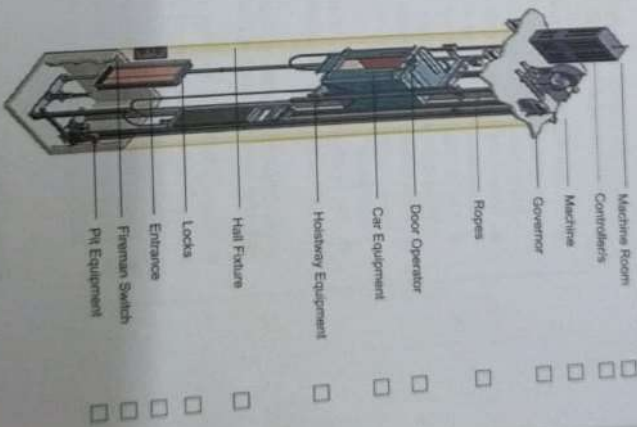 Machine Room
Controller/s
Machine
Governor
Ropes
Door Operator
Car Equipment
Hoistway Equipment
Hall Fixture
Locks
Entrance
Fireman Switch
Pit Equipment